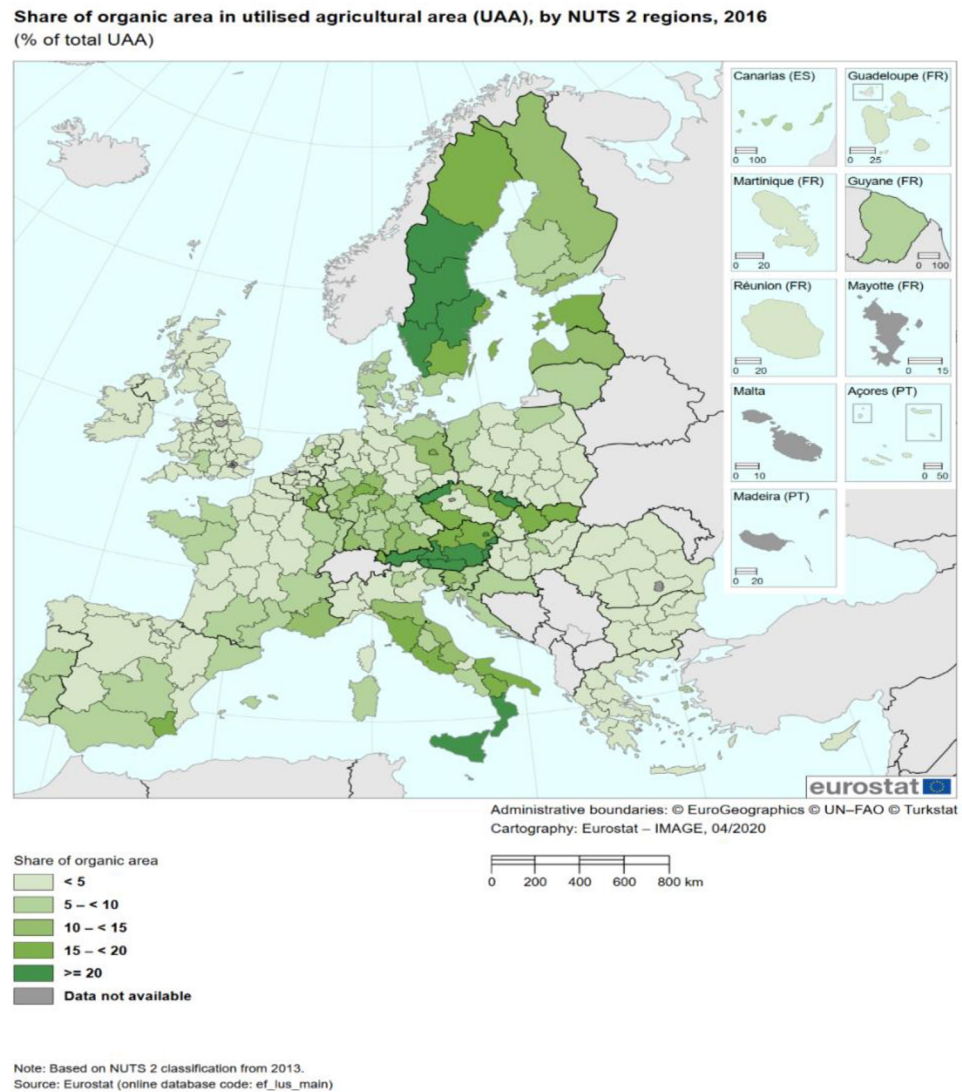 Share of organic area in utilised agricultural area (UAA), by NUTS 2 regions, 2016
(% of total UAA)
Canarias (ES)
0 100
Guadeloupe (FR)
0 25
Martinique (FR)
0 20
Guyane (FR)
0 100
Réunion (FR)
0 20
Mayotte (FR)
0 15
Malta
0 10
Açores (PT)
0 50
Madeira (PT)
0 20
eurostat
Administrative boundaries: © EuroGeographics © UN–FAO © Turkstat
Cartography: Eurostat – IMAGE, 04/2020
0 200 400 600 800 km
Share of organic area
< 5
5 – < 10
10 – < 15
15 – < 20
>= 20
Data not available
Note: Based on NUTS 2 classification from 2013.
Source: Eurostat (online database code: ef_lus_main)